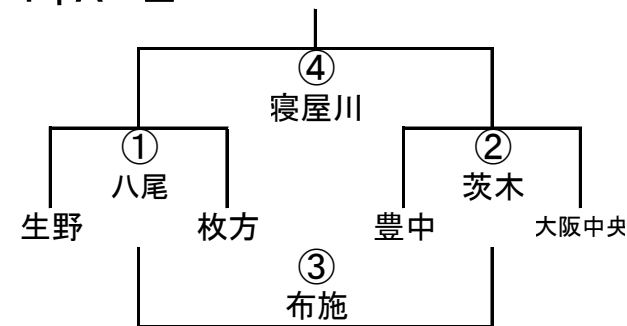 ④
寝屋川
①
②
八尾
茨木
生野
枚方
豊中
大阪中央
③
布施